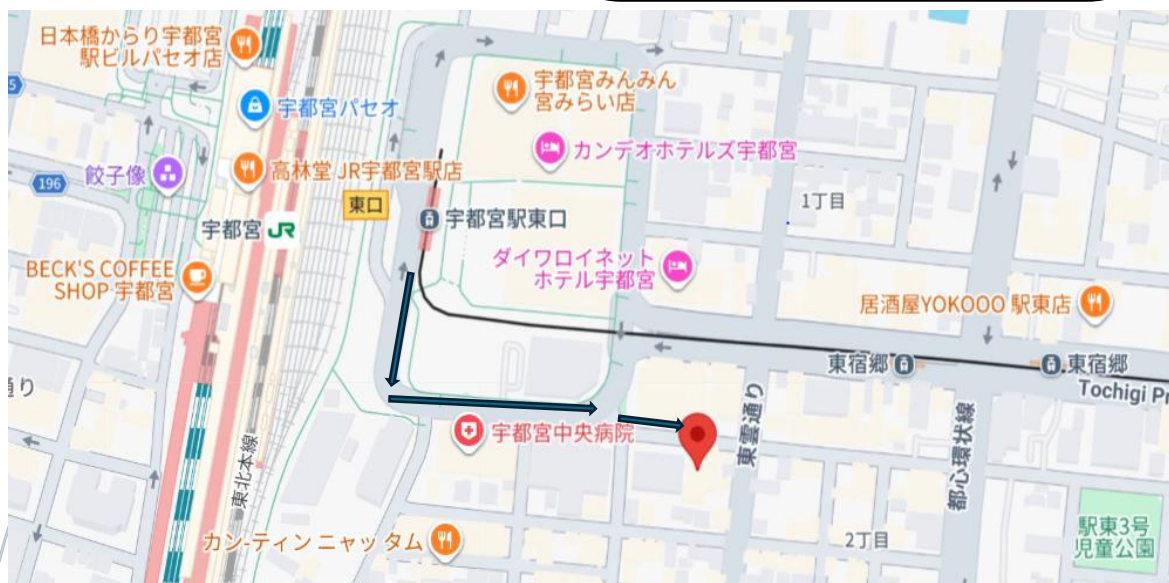 日本橋からり宇都宮
駅ビルパセオ店
宇都宮パセオ
餃子像
高林堂 JR宇都宮駅店
196
5
宇都宮 JR
BECK'S COFFEE
SHOP 宇都宮
東口
宇都宮駅東口
宇都宮みんみん
宮みらい店
カンデオホテルズ宇都宮
1丁目
ダイワロイネット
ホテル宇都宮
居酒屋YOKOOO 駅東店
東宿郷
東宿郷
Tochigi Pr
通り
宇都宮中央病院
東雲通り
都心環状線
東北本線
カン-ティン ニャッタム
2丁目
駅東3号
児童公園